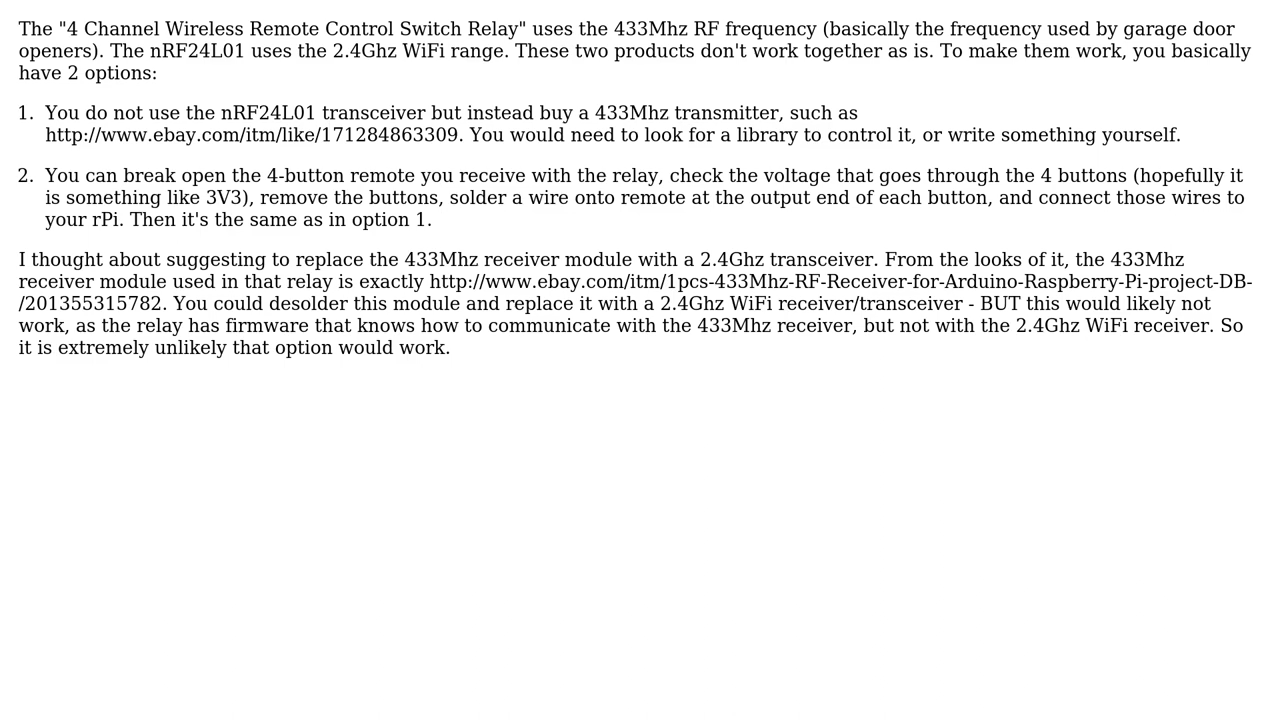 The "4 Channel Wireless Remote Control Switch Relay" uses the 433Mhz RF frequency (basically the frequency used by garage door
openers). The nRF24L01 uses the 2.4Ghz WiFi range. These two products don't work together as is. To make them work, you basically
have 2 options:
1. You do not use the nRF24L01 transceiver but instead buy a 433Mhz transmitter, such as
http://www.ebay.com/itm/like/171284863309. You would need to look for a library to control it, or write something yourself.
2. You can break open the 4-button remote you receive with the relay, check the voltage that goes through the 4 buttons (hopefully it
is something like 3V3), remove the buttons, solder a wire onto remote at the output end of each button, and connect those wires to
your rPi. Then it's the same as in option 1.
I thought about suggesting to replace the 433Mhz receiver module with a 2.4Ghz transceiver. From the looks of it, the 433Mhz
receiver module used in that relay is exactly http://www.ebay.com/itm/1pcs-433Mhz-RF-Receiver-for-Arduino-Raspberry-Pi-project-DB-
/201355315782. You could desolder this module and replace it with a 2.4Ghz WiFi receiver/transceiver - BUT this would likely not
work, as the relay has firmware that knows how to communicate with the 433Mhz receiver, but not with the 2.4Ghz WiFi receiver. So
it is extremely unlikely that option would work.